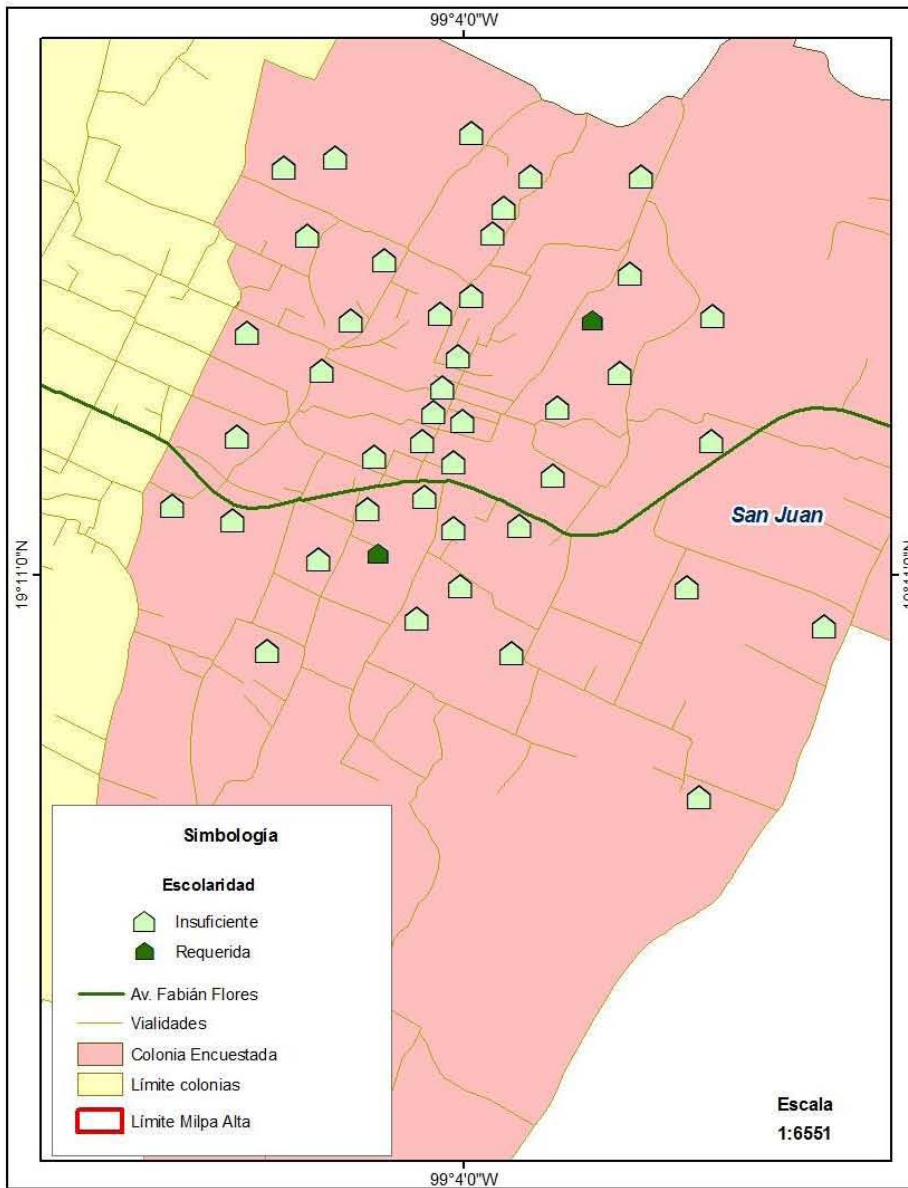 99°4'0"W
19°11'0"N
San Juan
Simbología
Escolaridad
Insuficiente
Requerida
Av. Fabián Flores
Vialidades
Colonia Encuestada
Límite colonias
Límite Milpa Alta
Escala
1:6551
99°4'0"W